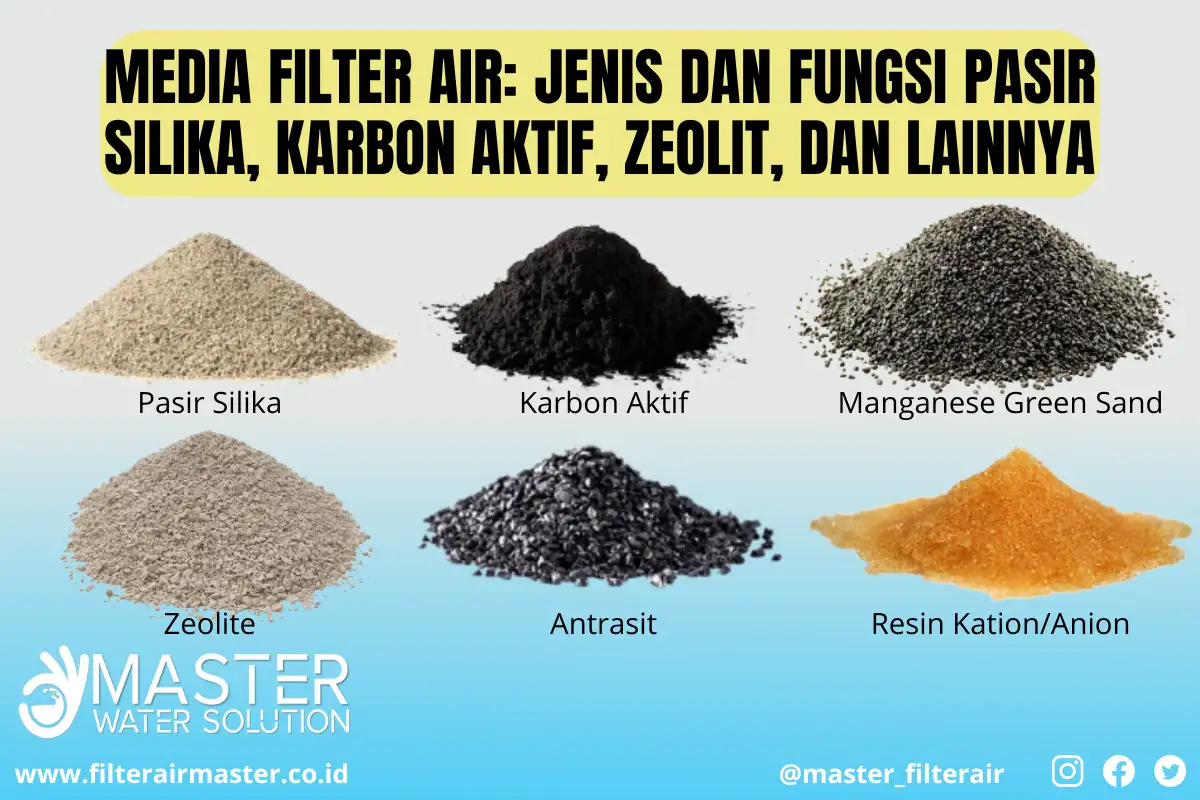 MEDIA FILTER AIR: JENIS DAN FUNGSI PASIR
SILIKA, KARBON AKTIF, ZEOLIT, DAN LAINNYA
Pasir Silika
Karbon Aktif
Manganese Green Sand
Zeolite
Antrasit
Resin Kation/Anion
MASTER
WATER SOLUTION
www.filterairmaster.co.id
@master_filterair